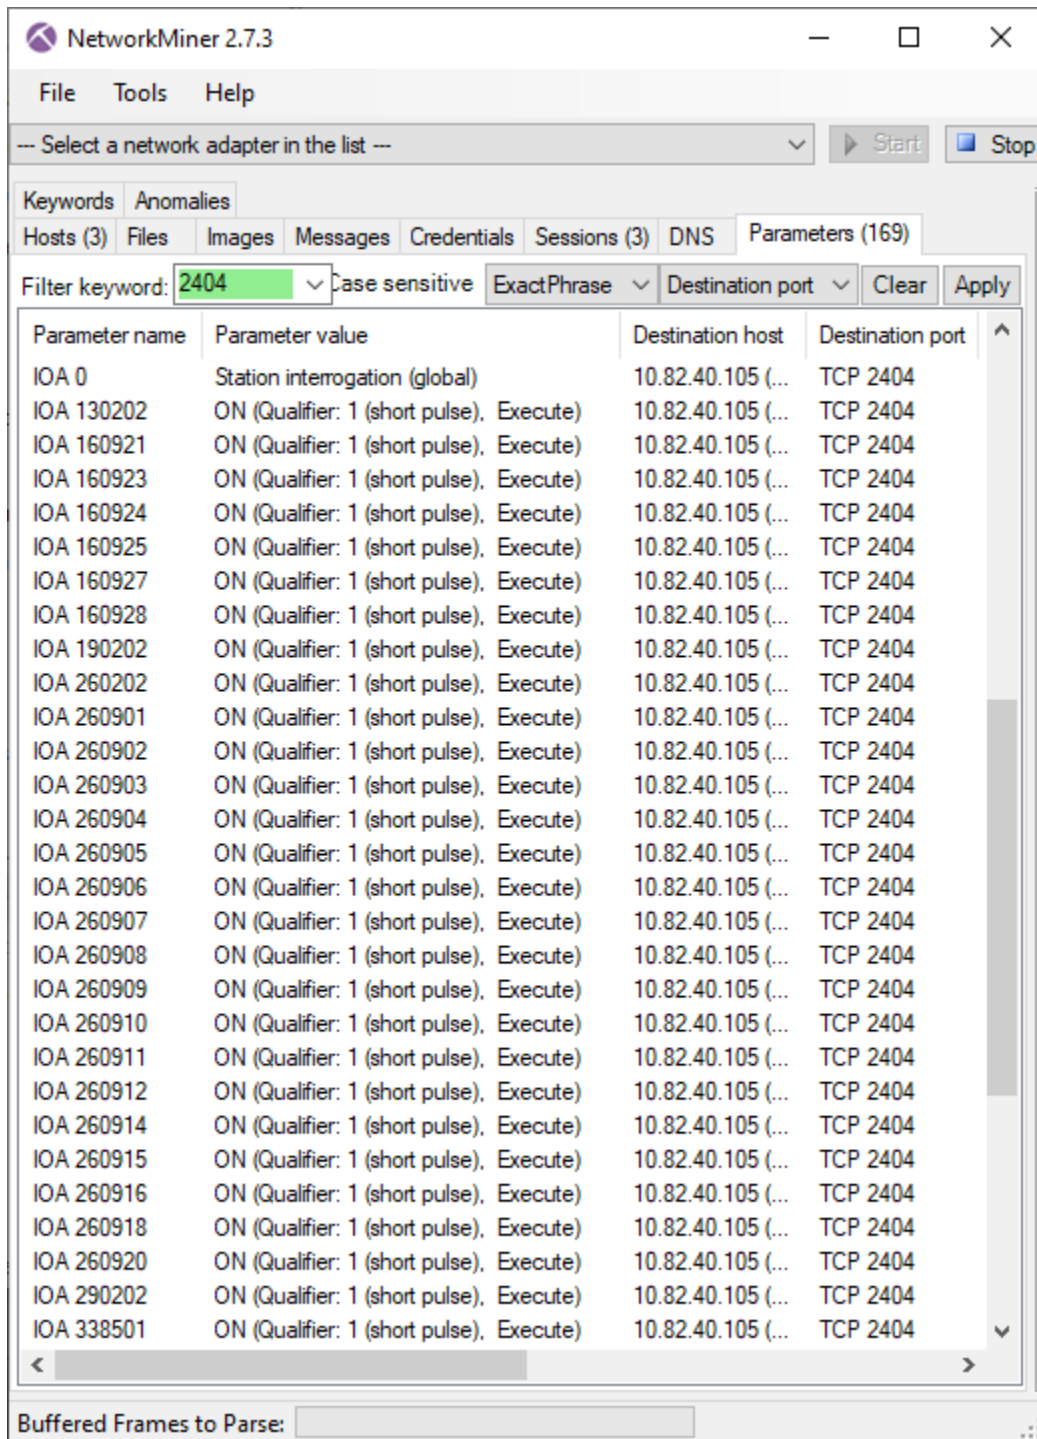 NetworkMiner 2.7.3
File Tools Help
--- Select a network adapter in the list --- Start Stop
Keywords Anomalies
Hosts (3) Files Images Messages Credentials Sessions (3) DNS Parameters (169)
Filter keyword: 2404 Case sensitive ExactPhrase Destination port Clear Apply
Parameter name Parameter value Destination host Destination port
IOA 0 Station interrogation (global) 10.82.40.105 (... TCP 2404
IOA 130202 ON (Qualifier: 1 (short pulse), Execute) 10.82.40.105 (... TCP 2404
IOA 160921 ON (Qualifier: 1 (short pulse), Execute) 10.82.40.105 (... TCP 2404
IOA 160923 ON (Qualifier: 1 (short pulse), Execute) 10.82.40.105 (... TCP 2404
IOA 160924 ON (Qualifier: 1 (short pulse), Execute) 10.82.40.105 (... TCP 2404
IOA 160925 ON (Qualifier: 1 (short pulse), Execute) 10.82.40.105 (... TCP 2404
IOA 160927 ON (Qualifier: 1 (short pulse), Execute) 10.82.40.105 (... TCP 2404
IOA 160928 ON (Qualifier: 1 (short pulse), Execute) 10.82.40.105 (... TCP 2404
IOA 190202 ON (Qualifier: 1 (short pulse), Execute) 10.82.40.105 (... TCP 2404
IOA 260202 ON (Qualifier: 1 (short pulse), Execute) 10.82.40.105 (... TCP 2404
IOA 260901 ON (Qualifier: 1 (short pulse), Execute) 10.82.40.105 (... TCP 2404
IOA 260902 ON (Qualifier: 1 (short pulse), Execute) 10.82.40.105 (... TCP 2404
IOA 260903 ON (Qualifier: 1 (short pulse), Execute) 10.82.40.105 (... TCP 2404
IOA 260904 ON (Qualifier: 1 (short pulse), Execute) 10.82.40.105 (... TCP 2404
IOA 260905 ON (Qualifier: 1 (short pulse), Execute) 10.82.40.105 (... TCP 2404
IOA 260906 ON (Qualifier: 1 (short pulse), Execute) 10.82.40.105 (... TCP 2404
IOA 260907 ON (Qualifier: 1 (short pulse), Execute) 10.82.40.105 (... TCP 2404
IOA 260908 ON (Qualifier: 1 (short pulse), Execute) 10.82.40.105 (... TCP 2404
IOA 260909 ON (Qualifier: 1 (short pulse), Execute) 10.82.40.105 (... TCP 2404
IOA 260910 ON (Qualifier: 1 (short pulse), Execute) 10.82.40.105 (... TCP 2404
IOA 260911 ON (Qualifier: 1 (short pulse), Execute) 10.82.40.105 (... TCP 2404
IOA 260912 ON (Qualifier: 1 (short pulse), Execute) 10.82.40.105 (... TCP 2404
IOA 260914 ON (Qualifier: 1 (short pulse), Execute) 10.82.40.105 (... TCP 2404
IOA 260915 ON (Qualifier: 1 (short pulse), Execute) 10.82.40.105 (... TCP 2404
IOA 260916 ON (Qualifier: 1 (short pulse), Execute) 10.82.40.105 (... TCP 2404
IOA 260918 ON (Qualifier: 1 (short pulse), Execute) 10.82.40.105 (... TCP 2404
IOA 260920 ON (Qualifier: 1 (short pulse), Execute) 10.82.40.105 (... TCP 2404
IOA 290202 ON (Qualifier: 1 (short pulse), Execute) 10.82.40.105 (... TCP 2404
IOA 338501 ON (Qualifier: 1 (short pulse), Execute) 10.82.40.105 (... TCP 2404
Buffered Frames to Parse: